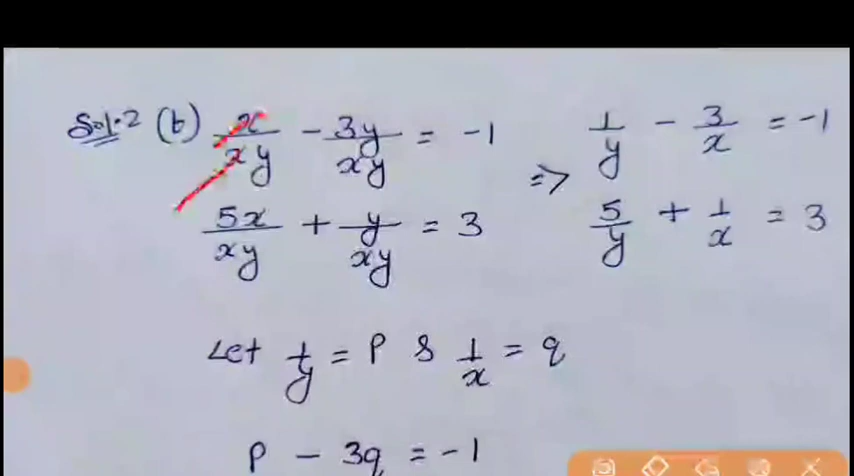 Sol.2 (b) x/xy - 3y/xy = -1 => 1/y - 3/x = -1
5x/xy + y/xy = 3 5/y + 1/x = 3
Let 1/y = p & 1/x = q
p - 3q = -1